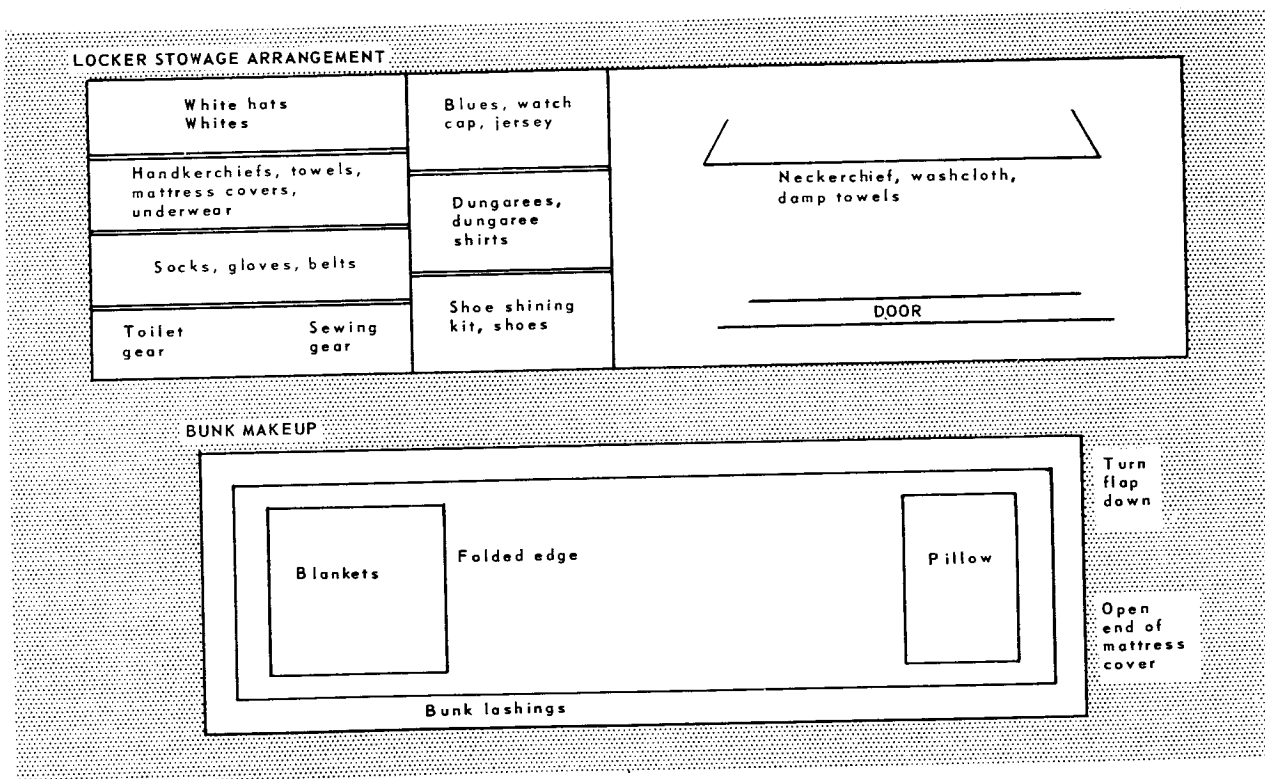 LOCKER STOWAGE ARRANGEMENT
White hats
Whites
Handkerchiefs, towels,
mattress covers,
underwear
Socks, gloves, belts
Toilet
gear
Sewing
gear
Blues, watch
cap, jersey
Dungarees,
dungaree
shirts
Shoe shining
kit, shoes
Neckerchief, washcloth,
damp towels
DOOR
BUNK MAKEUP
Blankets
Folded edge
Pillow
Bunk lashings
Turn
flap
down
Open
end of
mattress
cover